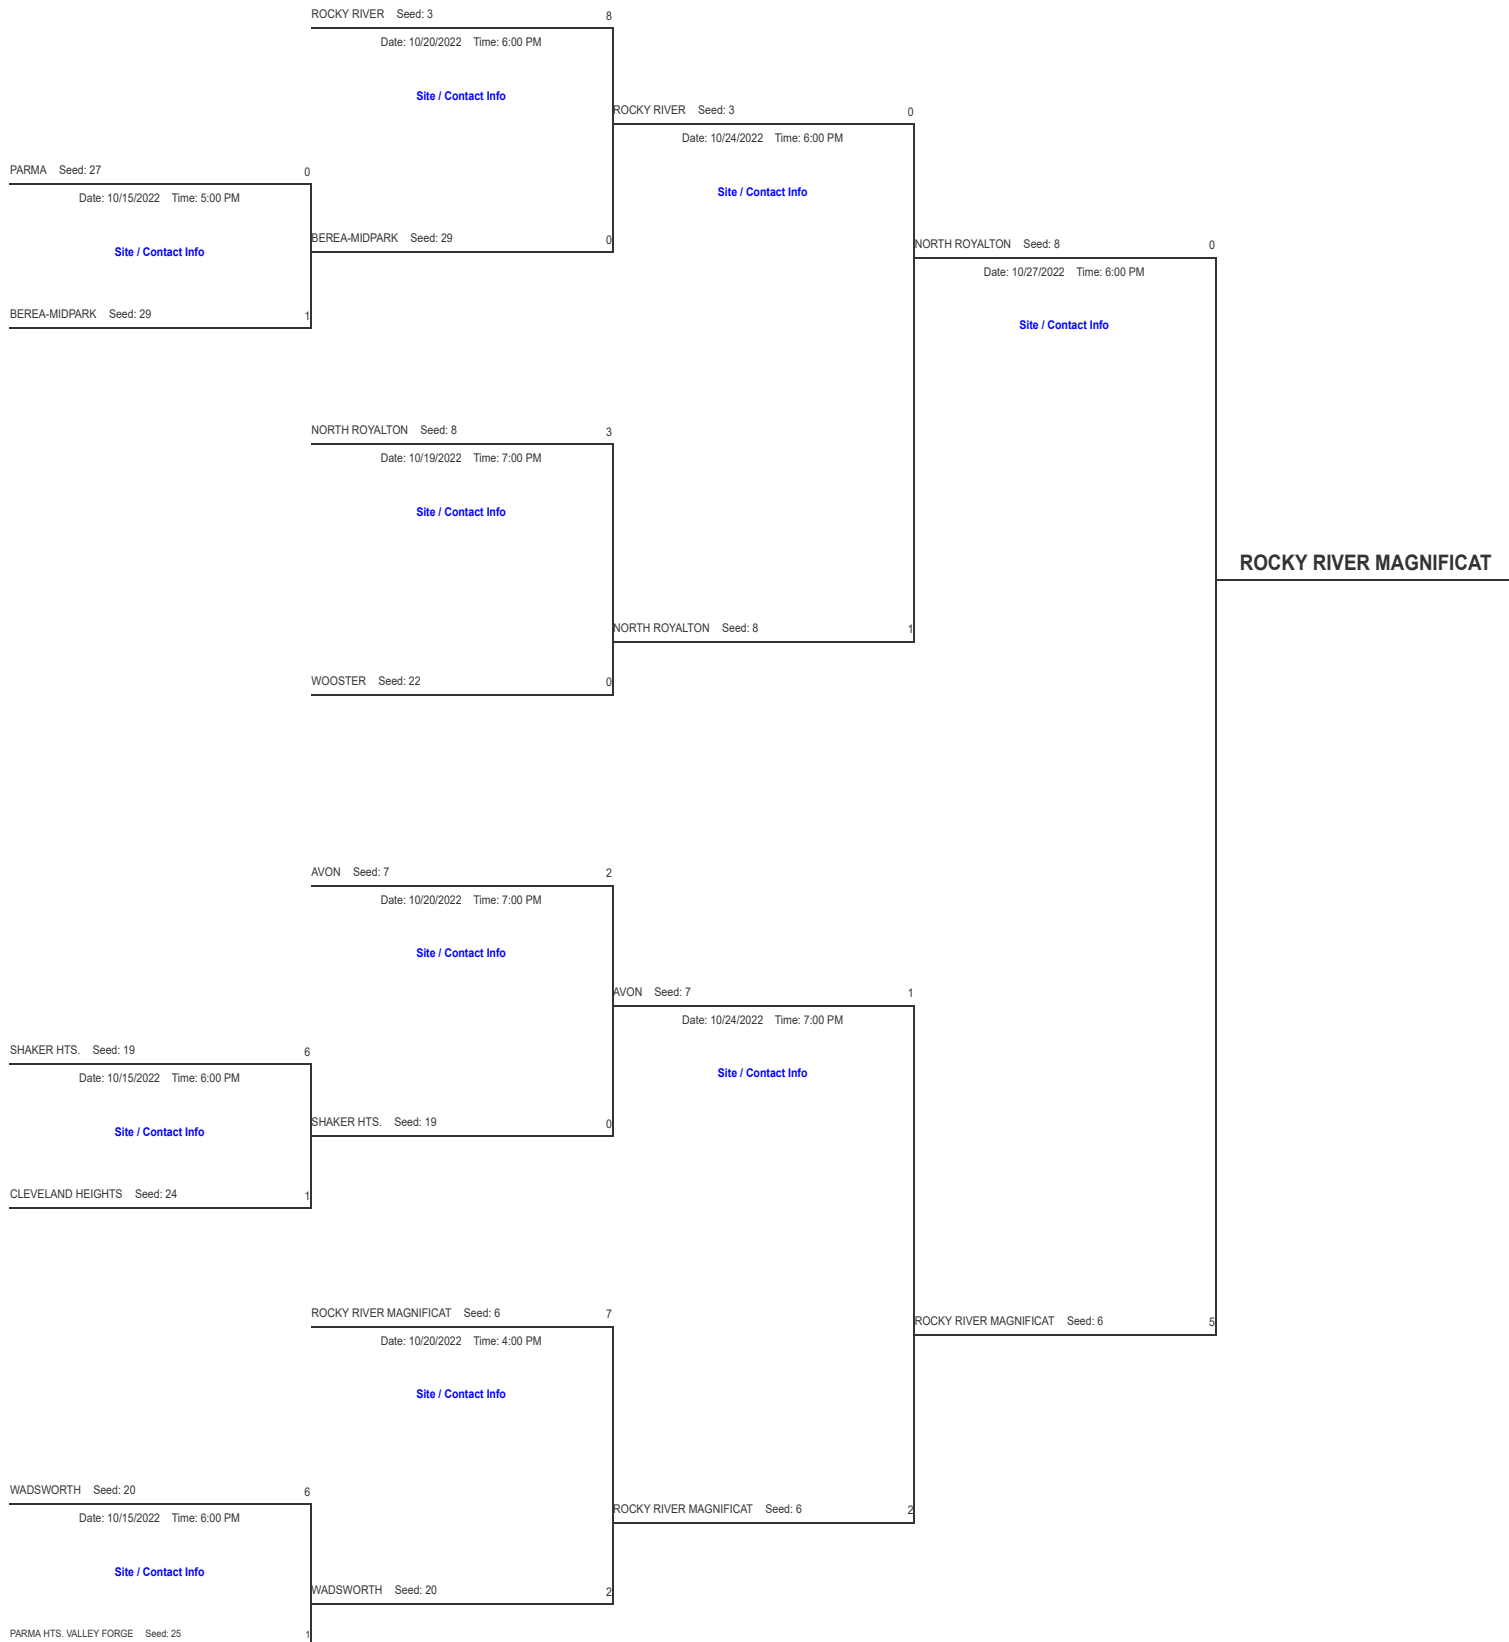 ROCKY RIVER Seed: 3 8
Date: 10/20/2022 Time: 6:00 PM
Site / Contact Info
ROCKY RIVER Seed: 3 0
Date: 10/24/2022 Time: 6:00 PM
PARMA Seed: 27 0
Date: 10/15/2022 Time: 5:00 PM
Site / Contact Info
BEREA-MIDPARK Seed: 29 0
Site / Contact Info
NORTH ROYALTON Seed: 8 0
Date: 10/27/2022 Time: 6:00 PM
BEREA-MIDPARK Seed: 29 1
Site / Contact Info
NORTH ROYALTON Seed: 8 3
Date: 10/19/2022 Time: 7:00 PM
Site / Contact Info
ROCKY RIVER MAGNIFICAT
NORTH ROYALTON Seed: 8 1
WOOSTER Seed: 22 0
AVON Seed: 7 2
Date: 10/20/2022 Time: 7:00 PM
Site / Contact Info
AVON Seed: 7 1
Date: 10/24/2022 Time: 7:00 PM
SHAKER HTS. Seed: 19 6
Date: 10/15/2022 Time: 6:00 PM
Site / Contact Info
SHAKER HTS. Seed: 19 0
Site / Contact Info
CLEVELAND HEIGHTS Seed: 24 1
ROCKY RIVER MAGNIFICAT Seed: 6 7
Date: 10/20/2022 Time: 4:00 PM
ROCKY RIVER MAGNIFICAT Seed: 6 5
Site / Contact Info
WADSWORTH Seed: 20 6
Date: 10/15/2022 Time: 6:00 PM
ROCKY RIVER MAGNIFICAT Seed: 6 2
Site / Contact Info
WADSWORTH Seed: 20 2
PARMA HTS. VALLEY FORGE Seed: 25 1